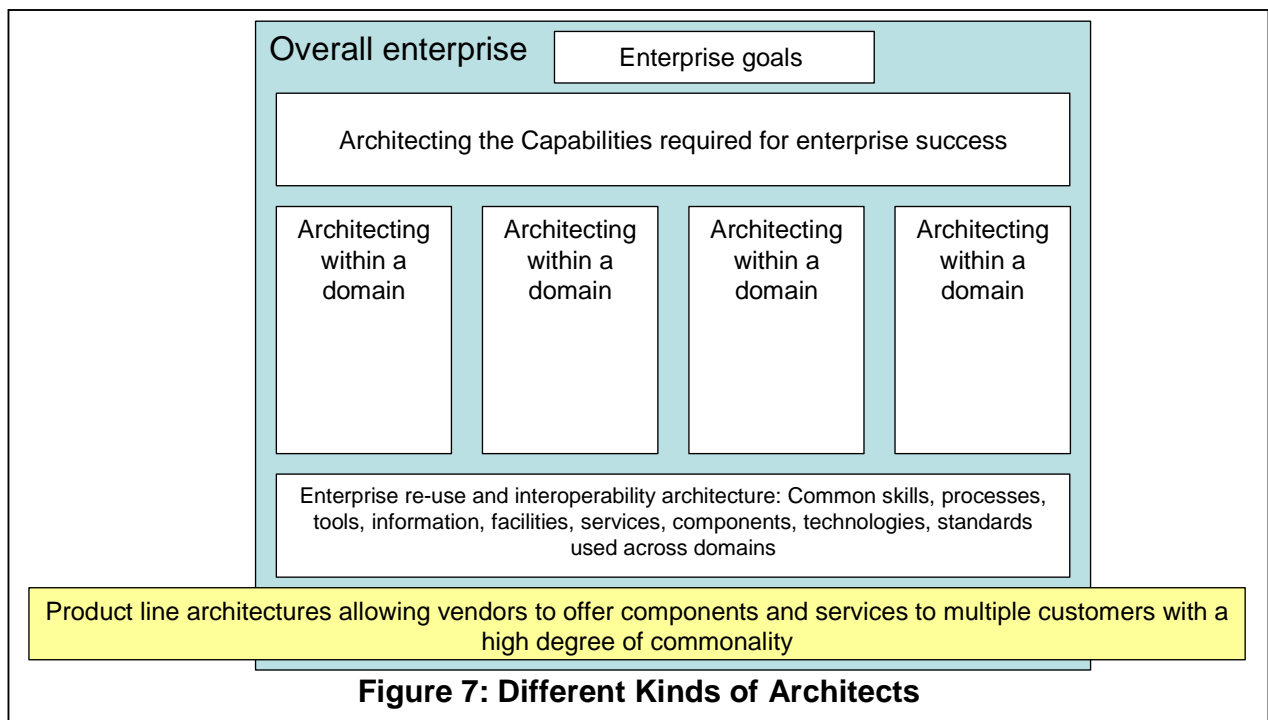 Overall enterprise
Enterprise goals
Architecting the Capabilities required for enterprise success
Architecting
within a
domain
Architecting
within a
domain
Architecting
within a
domain
Architecting
within a
domain
Enterprise re-use and interoperability architecture: Common skills, processes,
tools, information, facilities, services, components, technologies, standards
used across domains
Product line architectures allowing vendors to offer components and services to multiple customers with a
high degree of commonality
Figure 7: Different Kinds of Architects